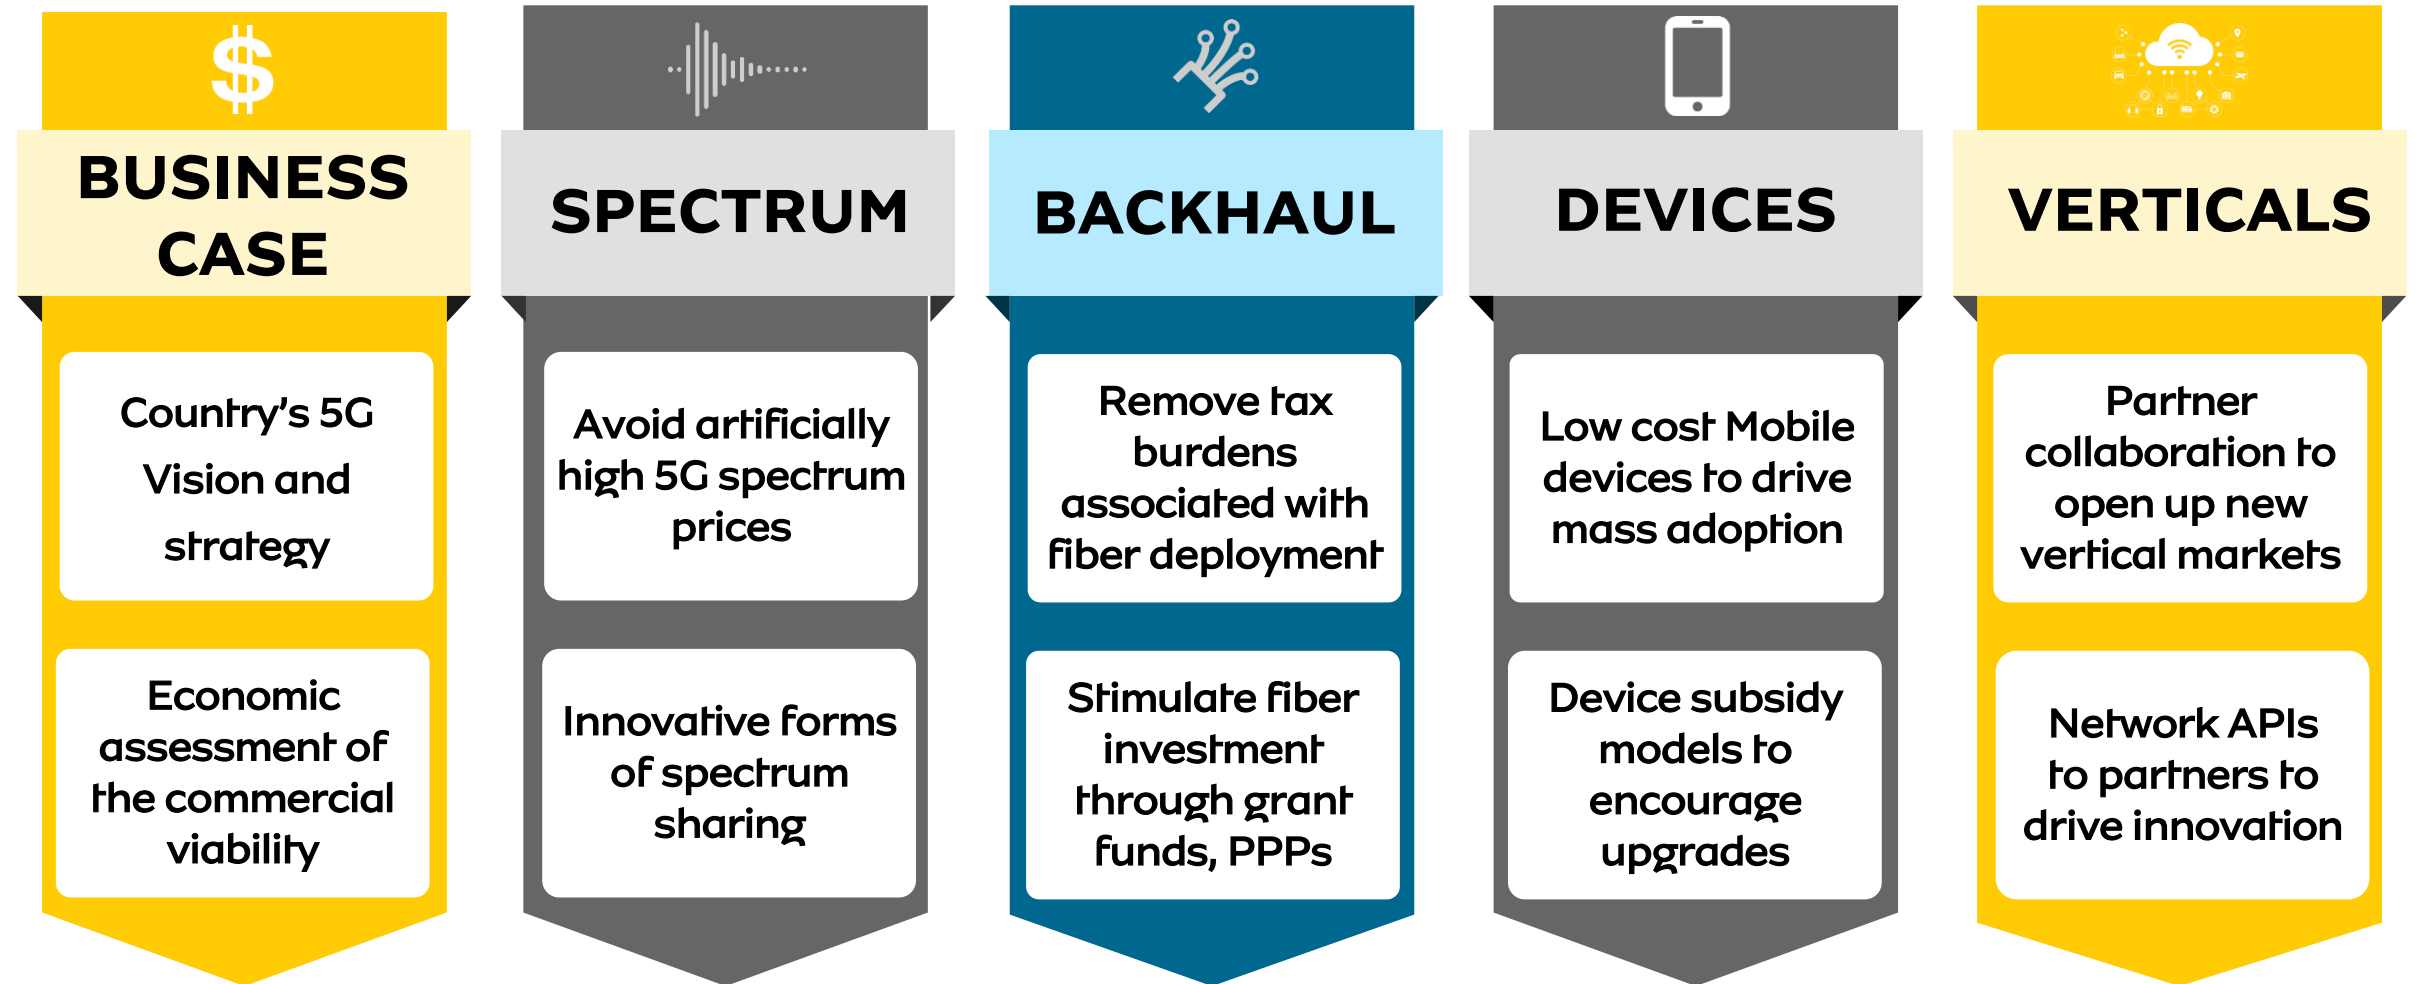 BUSINESS
CASE
Country's 5G
Vision and
strategy
Economic
assessment of
the commercial
viability
SPECTRUM
Avoid artificially
high 5G spectrum
prices
Innovative forms
of spectrum
sharing
BACKHAUL
Remove tax
burdens
associated with
fiber deployment
Stimulate fiber
investment
through grant
funds, PPPs
DEVICES
Low cost Mobile
devices to drive
mass adoption
Device subsidy
models to
encourage
upgrades
VERTICALS
Partner
collaboration to
open up new
vertical markets
Network APIs
to partners to
drive innovation